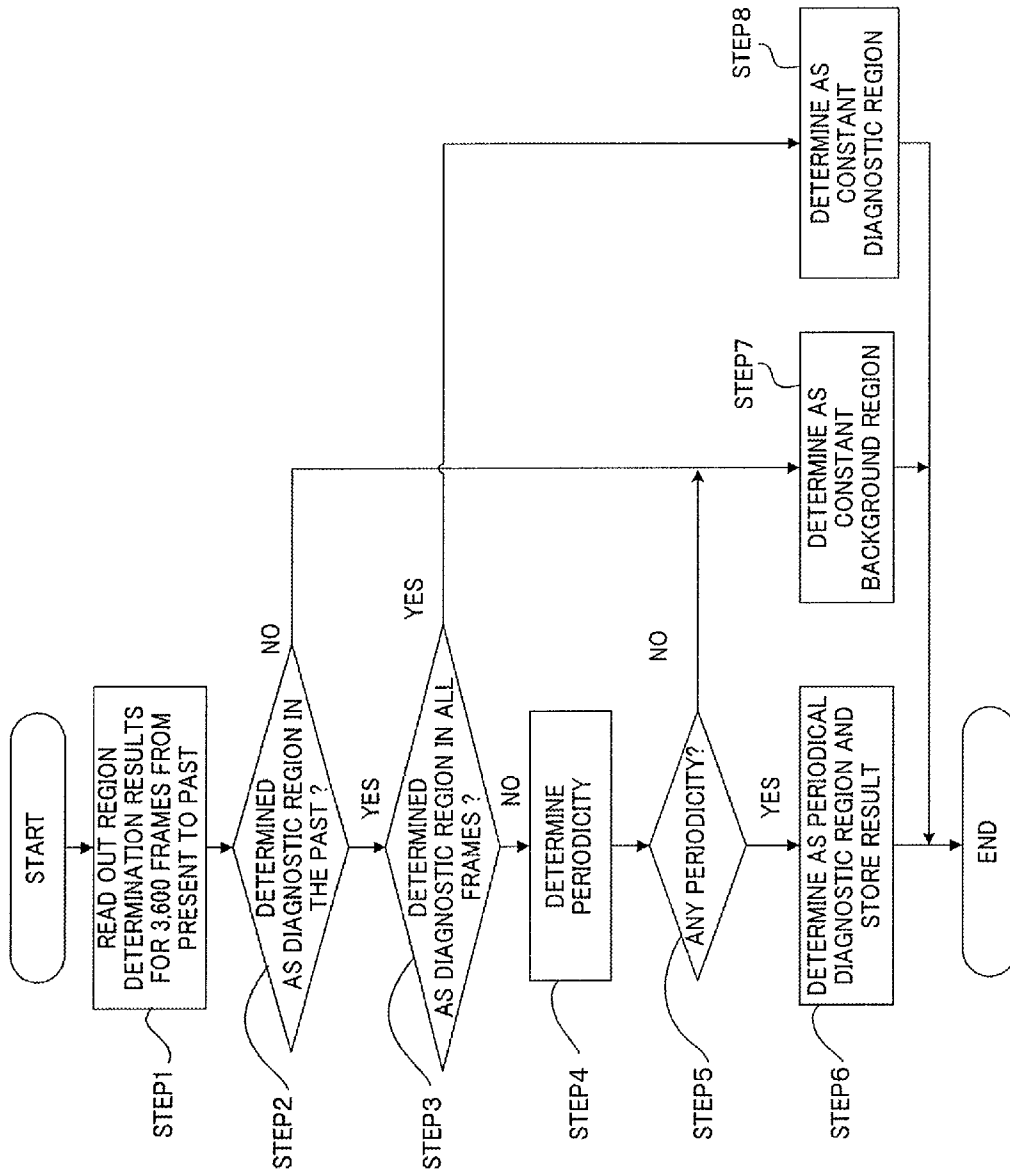 START
STEP1
READ OUT REGION
DETERMINATION RESULTS
FOR 3,600 FRAMES FROM
PRESENT TO PAST
STEP2
DETERMINED
AS DIAGNOSTIC REGION IN
THE PAST ?
NO
YES
STEP3
DETERMINED
AS DIAGNOSTIC REGION IN ALL
FRAMES ?
YES
NO
STEP4
DETERMINE
PERIODICITY
STEP5
ANY PERIODICITY?
NO
YES
STEP6
DETERMINE AS PERIODICAL
DIAGNOSTIC REGION AND
STORE RESULT
STEP7
DETERMINE AS
CONSTANT
BACKGROUND REGION
STEP8
DETERMINE AS
CONSTANT
DIAGNOSTIC REGION
END